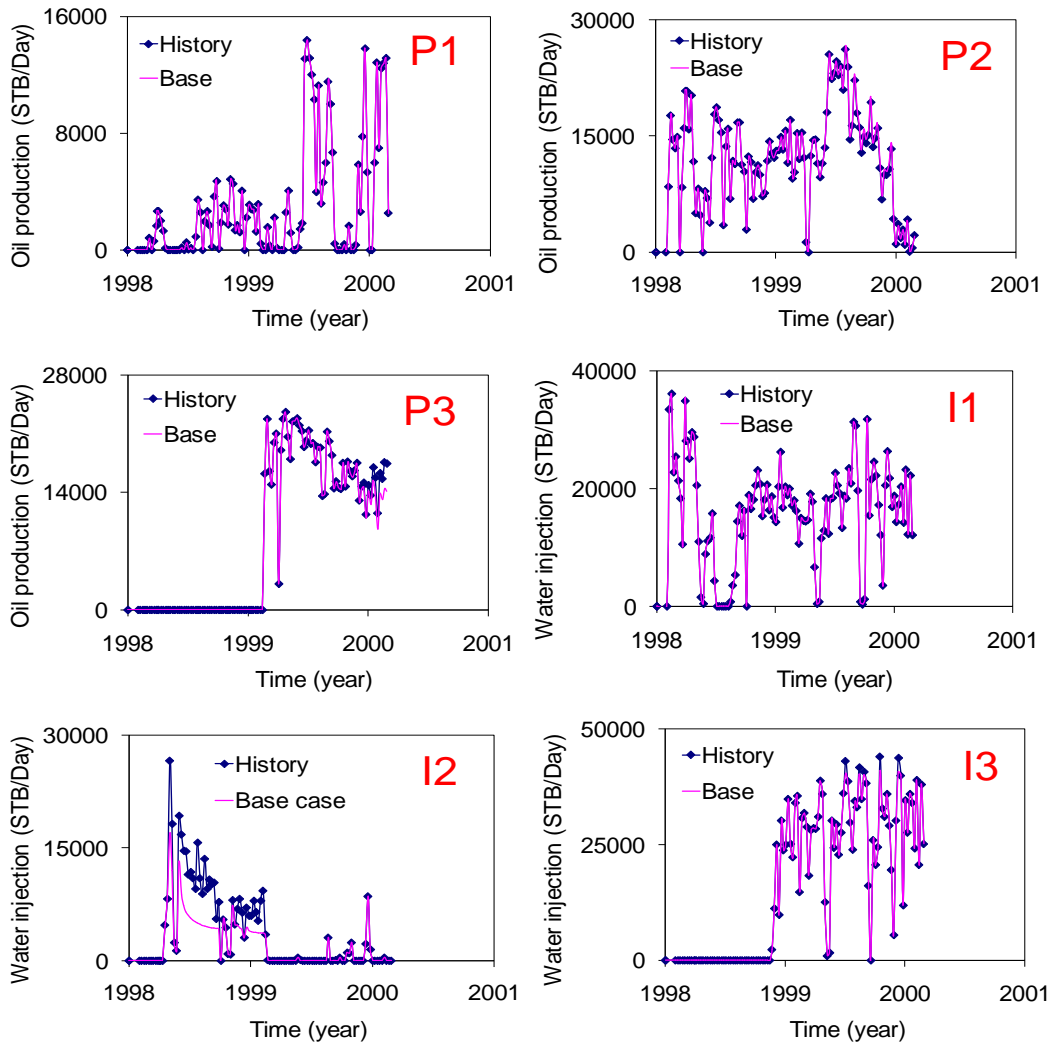 P1
Oil production (STB/Day)
16000
8000
0
History
Base
1998 1999 2000 2001
Time (year)
P2
Oil production (STB/Day)
30000
15000
0
History
Base
1998 1999 2000 2001
Time (year)
P3
Oil production (STB/Day)
28000
14000
0
History
Base
1998 1999 2000 2001
Time (year)
I1
Water injection (STB/Day)
40000
20000
0
History
Base
1998 1999 2000 2001
Time (year)
I2
Water injection (STB/Day)
30000
15000
0
History
Base case
1998 1999 2000 2001
Time (year)
I3
Water injection (STB/Day)
50000
25000
0
History
Base
1998 1999 2000 2001
Time (year)